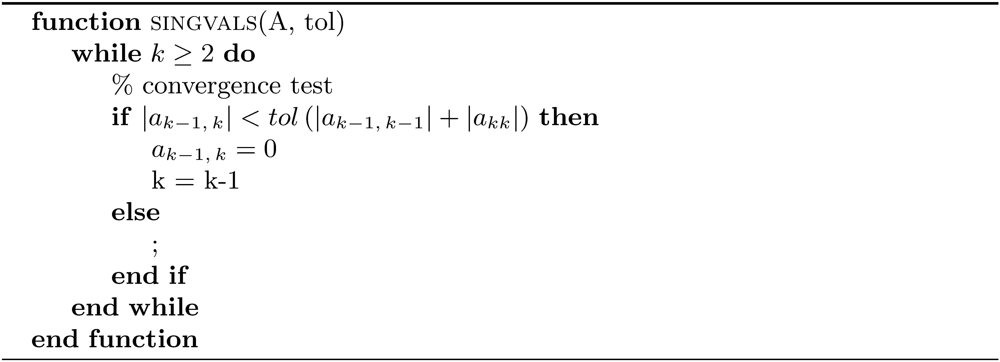 function SINGVALS(A, tol)
while k ≥ 2 do
% convergence test
if |a_{k−1, k}| < tol (|a_{k−1, k−1}| + |a_{kk}|) then
a_{k−1, k} = 0
k = k-1
else
;
end if
end while
end function